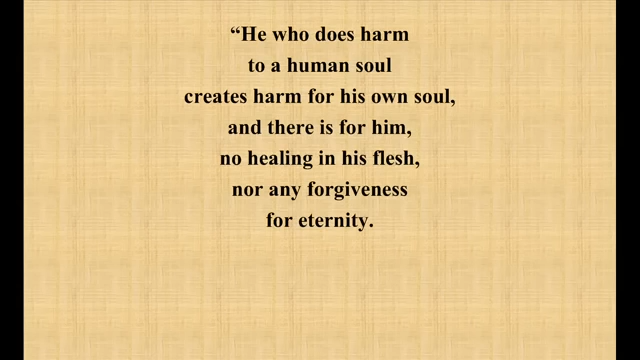 “He who does harm
to a human soul
creates harm for his own soul,
and there is for him,
no healing in his flesh,
nor any forgiveness
for eternity.